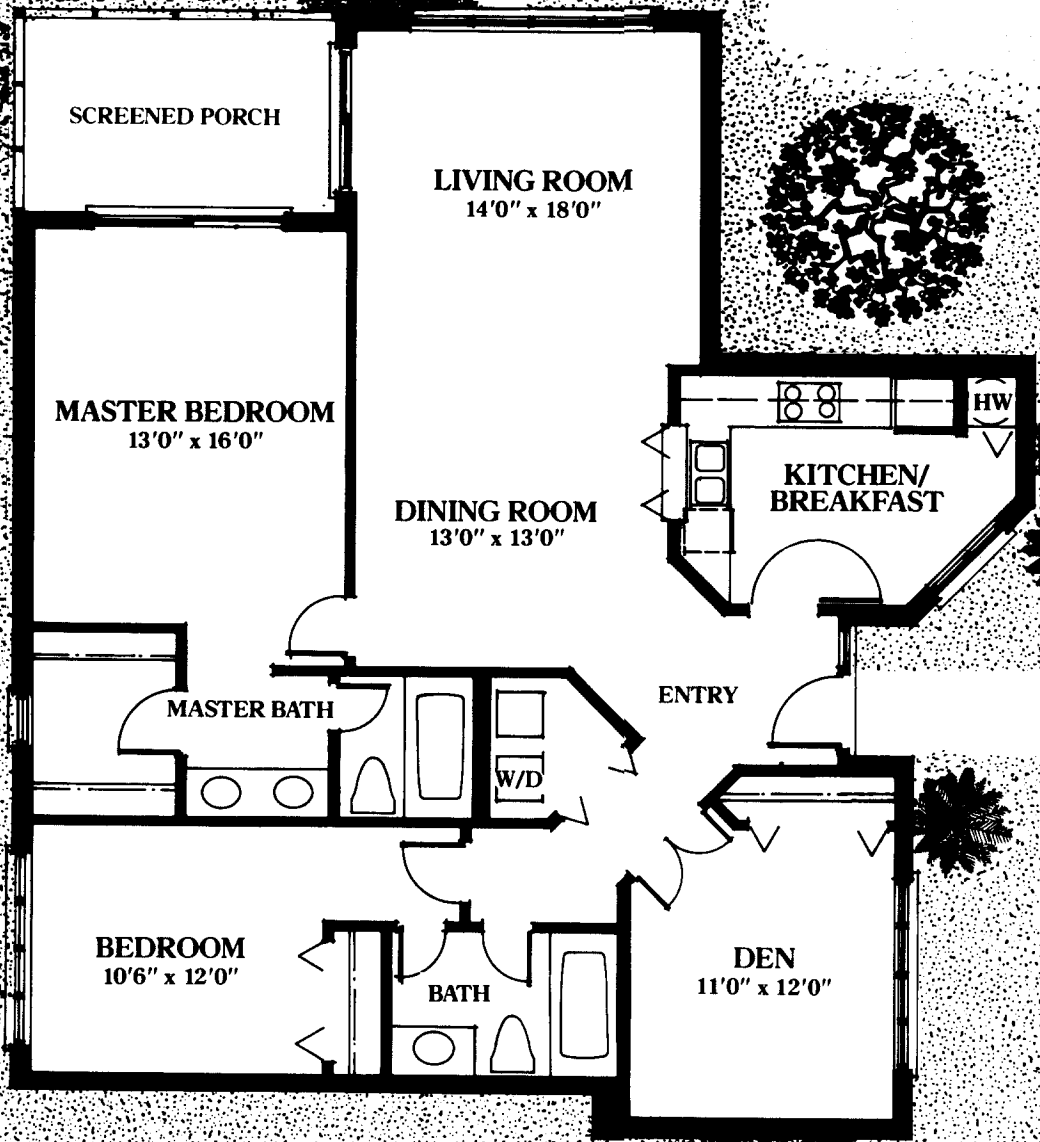 SCREENED PORCH
LIVING ROOM
14'0" x 18'0"
MASTER BEDROOM
13'0" x 16'0"
HW
KITCHEN/
BREAKFAST
DINING ROOM
13'0" x 13'0"
ENTRY
MASTER BATH
W/D
BEDROOM
10'6" x 12'0"
BATH
DEN
11'0" x 12'0"